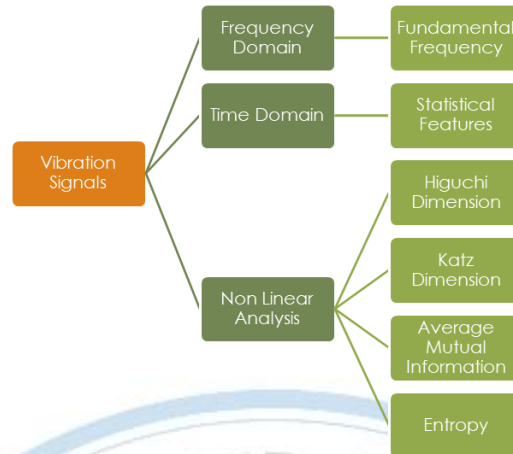 Vibration
Signals
Frequency
Domain
Fundamental
Frequency
Time Domain
Statistical
Features
Non Linear
Analysis
Higuchi
Dimension
Katz
Dimension
Average
Mutual
Information
Entropy